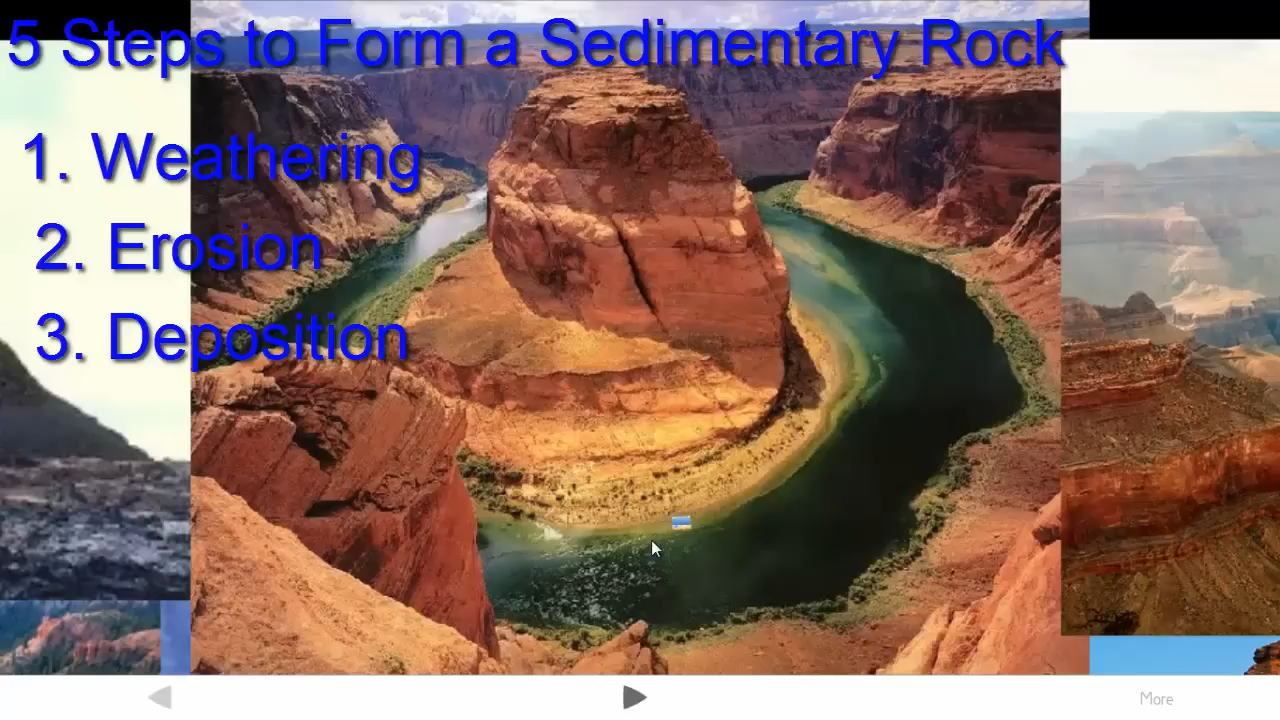 5 Steps to Form a Sedimentary Rock
1. Weathering
2. Erosion
3. Deposition
More